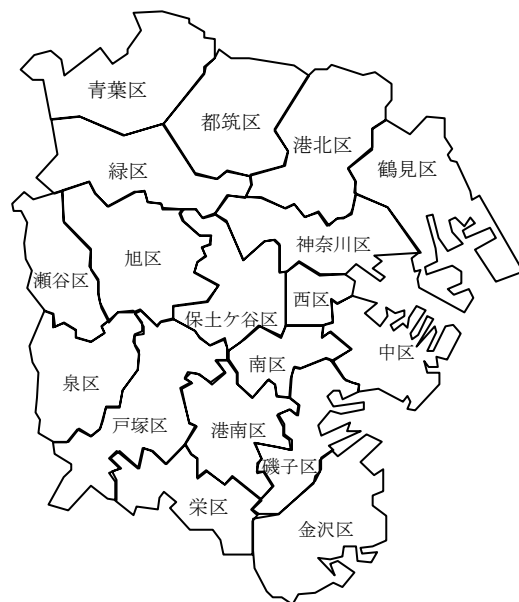 青葉区
都筑区
港北区
緑区
鶴見区
神奈川区
旭区
瀬谷区
西区
保土ケ谷区
中区
南区
泉区
戸塚区
港南区
磯子区
栄区
金沢区